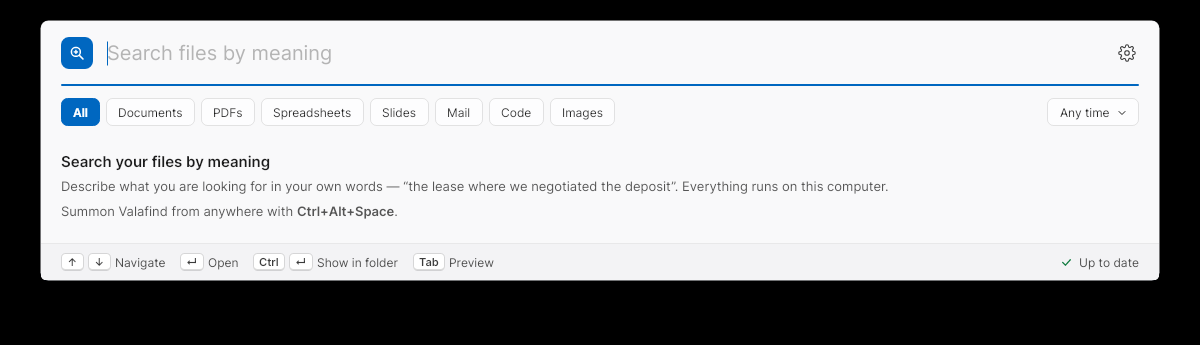 Search files by meaning
All Documents PDFs Spreadsheets Slides Mail Code Images Any time
Search your files by meaning
Describe what you are looking for in your own words — “the lease where we negotiated the deposit”. Everything runs on this computer.
Summon Valafind from anywhere with Ctrl+Alt+Space.
↑ ↓ Navigate ↵ Open Ctrl ↵ Show in folder Tab Preview ✓ Up to date